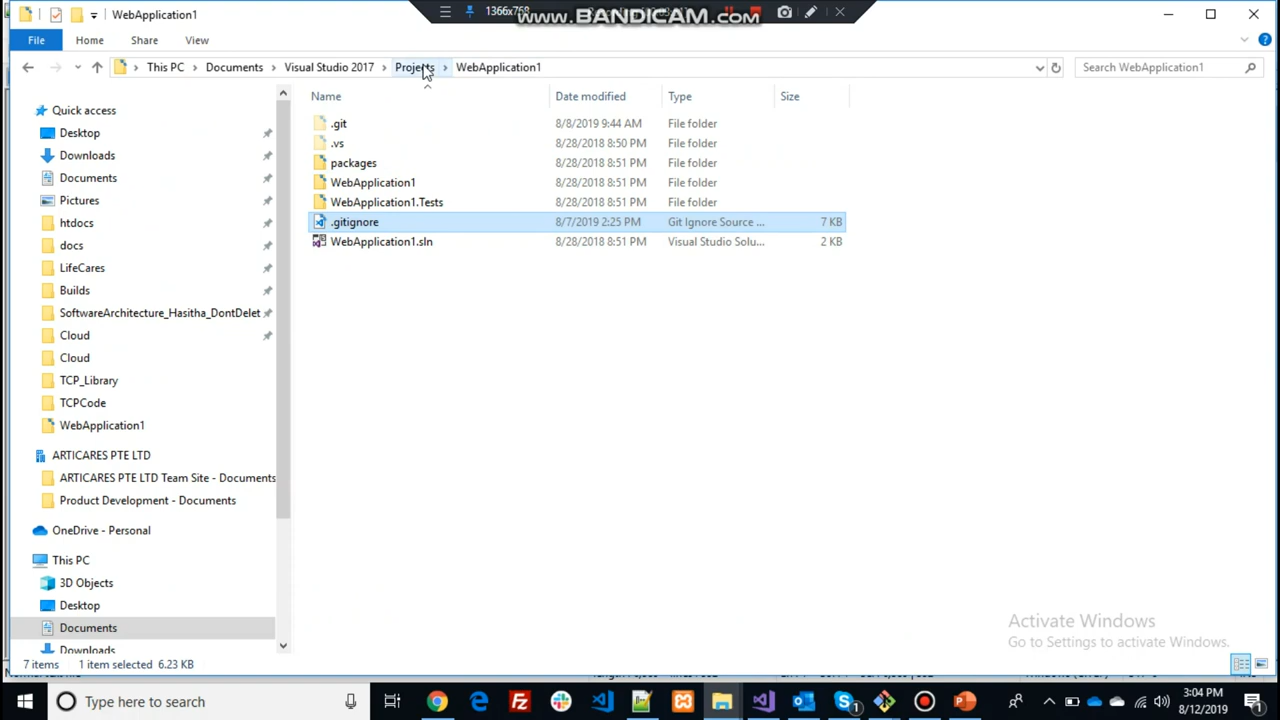 WebApplication1
1366x768
www.BANDICAM.com
File Home Share View
This PC > Documents > Visual Studio 2017 > Projects > WebApplication1
Search WebApplication1
Name Date modified Type Size
.git 8/8/2019 9:44 AM File folder
.vs 8/28/2018 8:50 PM File folder
packages 8/28/2018 8:51 PM File folder
WebApplication1 8/28/2018 8:51 PM File folder
WebApplication1.Tests 8/28/2018 8:51 PM File folder
.gitignore 8/7/2019 2:25 PM Git Ignore Source ... 7 KB
WebApplication1.sln 8/28/2018 8:51 PM Visual Studio Solu... 2 KB
Quick access
Desktop
Downloads
Documents
Pictures
htdocs
docs
LifeCares
Builds
SoftwareArchitecture_Hasitha_DontDelet
Cloud
Cloud
TCP_Library
TCPCode
WebApplication1
ARTICARES PTE LTD
ARTICARES PTE LTD Team Site - Documents
Product Development - Documents
OneDrive - Personal
This PC
3D Objects
Desktop
Documents
Downloads
Activate Windows
Go to Settings to activate Windows.
7 items 1 item selected 6.23 KB
Type here to search
3:04 PM
8/12/2019